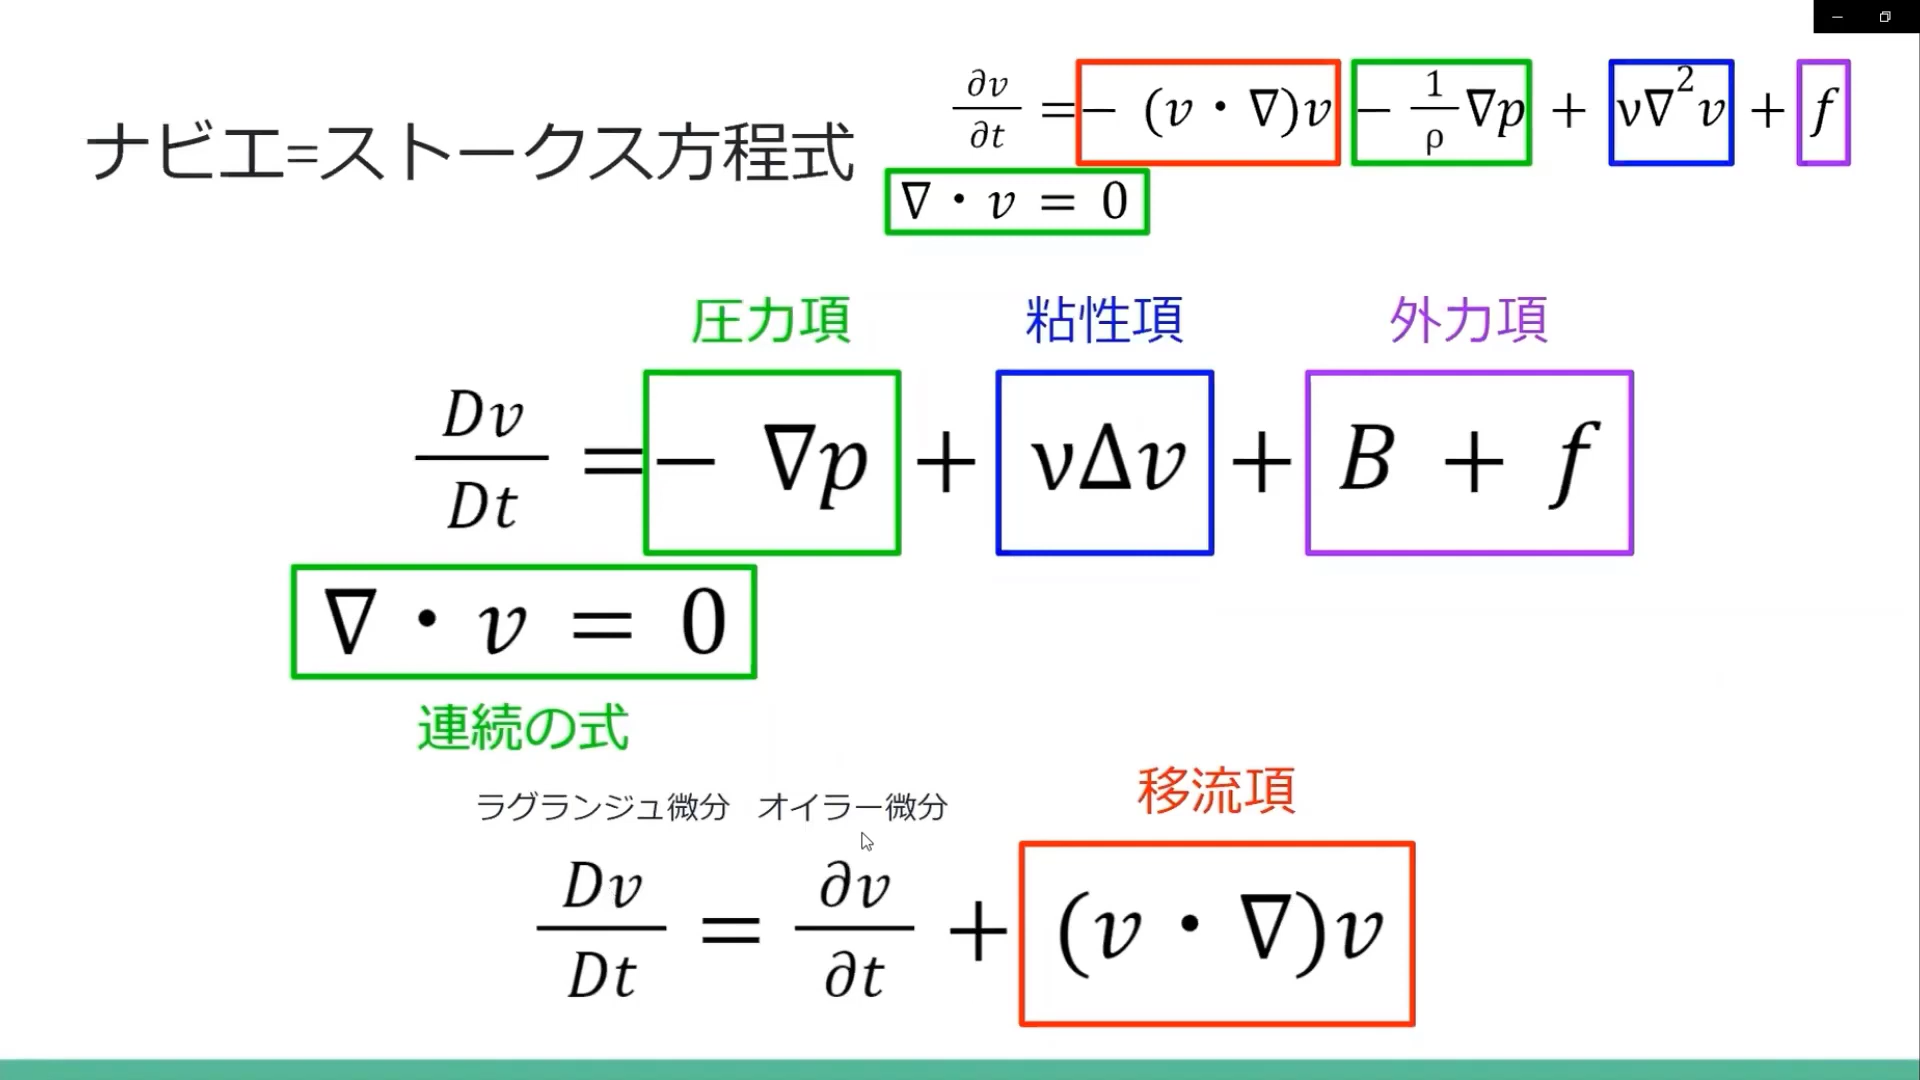 ナビエ=ストークス方程式
∂v/∂t = − (v・∇)v − 1/ρ ∇p + ν∇²v + f
∇・v = 0
圧力項 粘性項 外力項
Dv/Dt = − ∇p + νΔv + B + f
∇・v = 0
連続の式
ラグランジュ微分 オイラー微分 移流項
Dv/Dt = ∂v/∂t + (v・∇)v